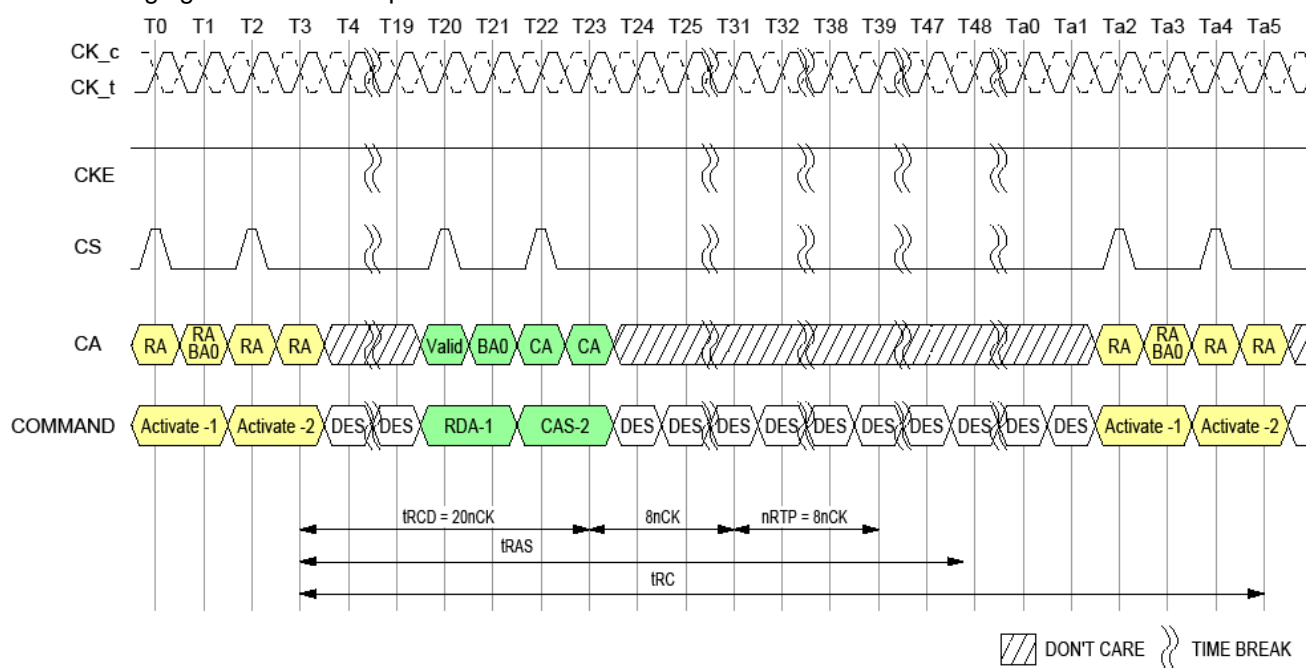 T0 T1 T2 T3 T4 T19 T20 T21 T22 T23 T24 T25 T31 T32 T38 T39 T47 T48 Ta0 Ta1 Ta2 Ta3 Ta4 Ta5
CK_c
CK_t
CKE
CS
CA RA RA BA0 RA RA Valid BA0 CA CA RA RA BA0 RA RA
COMMAND Activate -1 Activate -2 DES DES RDA-1 CAS-2 DES DES DES DES DES DES DES DES DES DES Activate -1 Activate -2
tRCD = 20nCK 8nCK nRTP = 8nCK
tRAS
tRC
DON'T CARE TIME BREAK